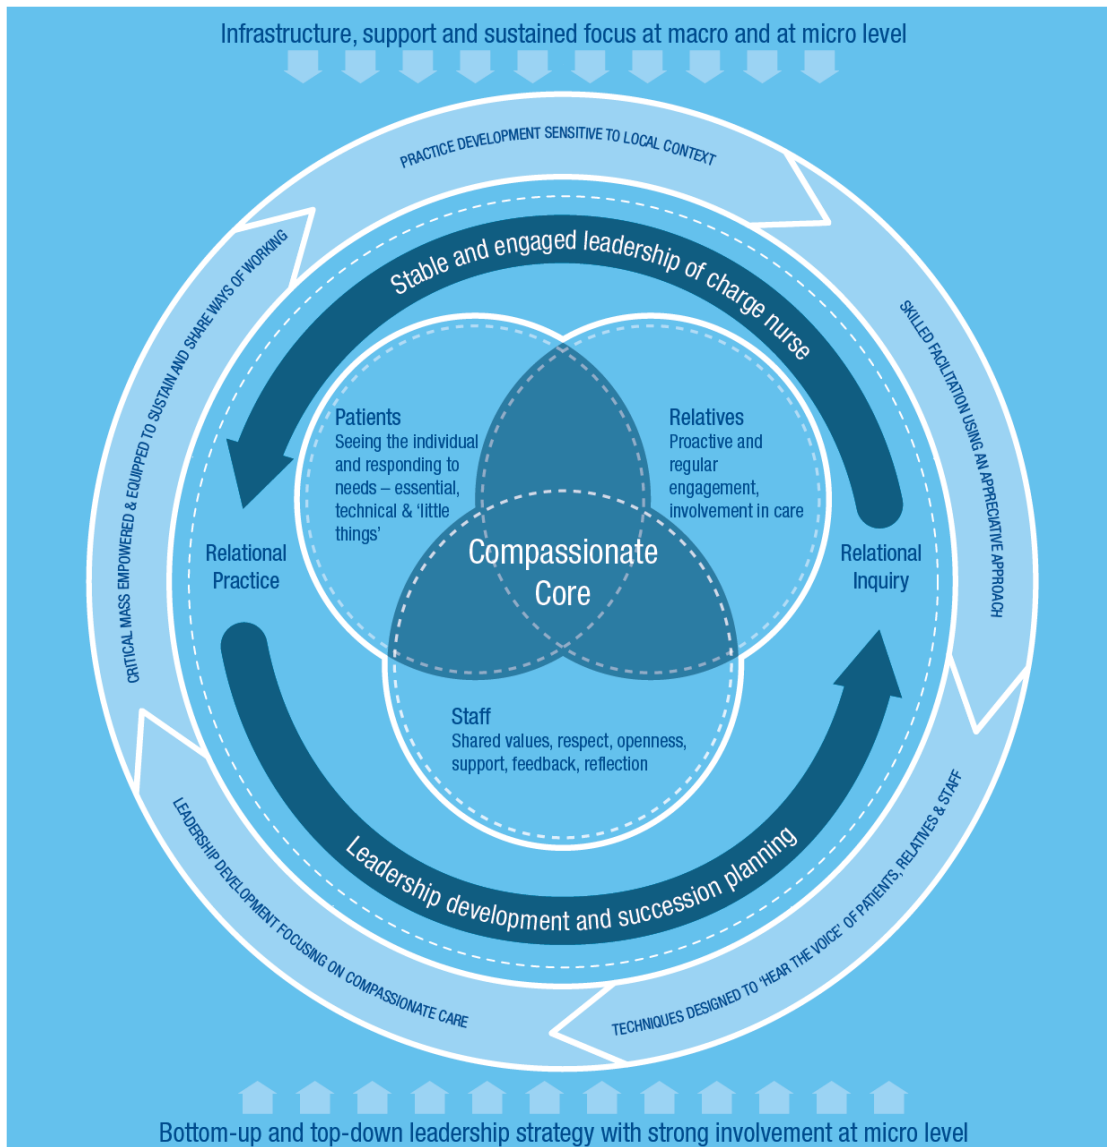 Infrastructure, support and sustained focus at macro and at micro level
PRACTICE DEVELOPMENT SENSITIVE TO LOCAL CONTEXT
SKILLED FACILITATION USING AN APPRECIATIVE APPROACH
TECHNIQUES DESIGNED TO ‘HEAR THE VOICE’ OF PATIENTS, RELATIVES & STAFF
LEADERSHIP DEVELOPMENT FOCUSING ON COMPASSIONATE CARE
CRITICAL MASS EMPOWERED & EQUIPPED TO SUSTAIN AND SHARE WAYS OF WORKING
Stable and engaged leadership of charge nurse
Patients
Seeing the individual
and responding to
needs – essential,
technical & ‘little
things’
Relatives
Proactive and
regular
engagement,
involvement in care
Relational
Practice
Compassionate
Core
Relational
Inquiry
Staff
Shared values, respect, openness,
support, feedback, reflection
Leadership development and succession planning
Bottom-up and top-down leadership strategy with strong involvement at micro level